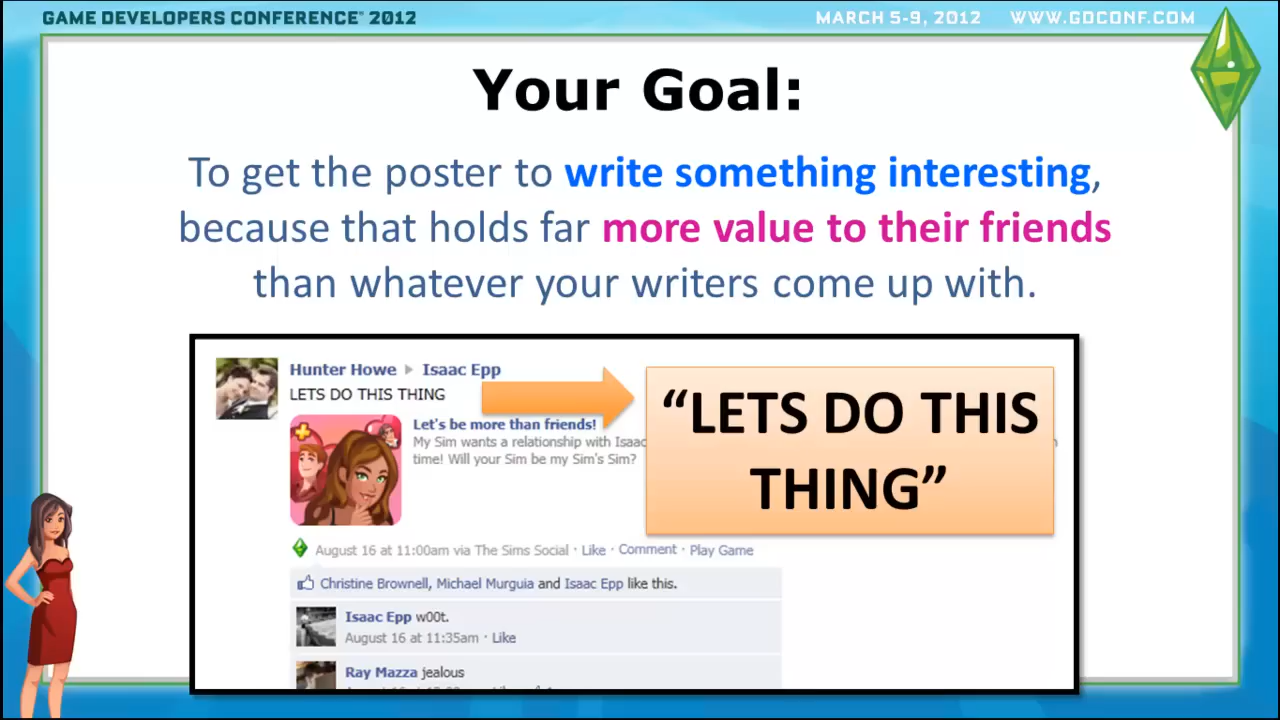 GAME DEVELOPERS CONFERENCE® 2012
MARCH 5-9, 2012 WWW.GDCONF.COM
Your Goal:
To get the poster to write something interesting,
because that holds far more value to their friends
than whatever your writers come up with.
Hunter Howe ▸ Isaac Epp
LETS DO THIS THING
Let's be more than friends!
My Sim wants a relationship with Isaac
time! Will your Sim be my Sim's Sim?
“LETS DO THIS
THING”
August 16 at 11:00am via The Sims Social · Like · Comment · Play Game
Christine Brownell, Michael Murguia and Isaac Epp like this.
Isaac Epp w00t.
August 16 at 11:35am · Like
Ray Mazza jealous